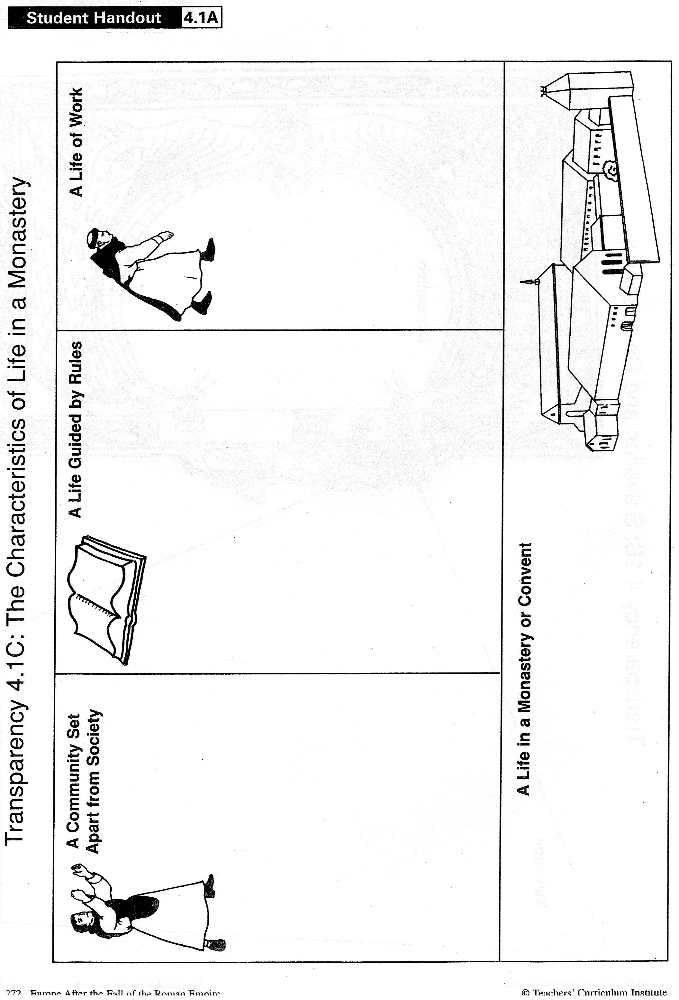 Student Handout 4.1A
Transparency 4.1C: The Characteristics of Life in a Monastery
A Community Set
Apart from Society
A Life Guided by Rules
A Life of Work
A Life in a Monastery or Convent
272 Europe After the Fall of the Roman Empire
© Teachers' Curriculum Institute